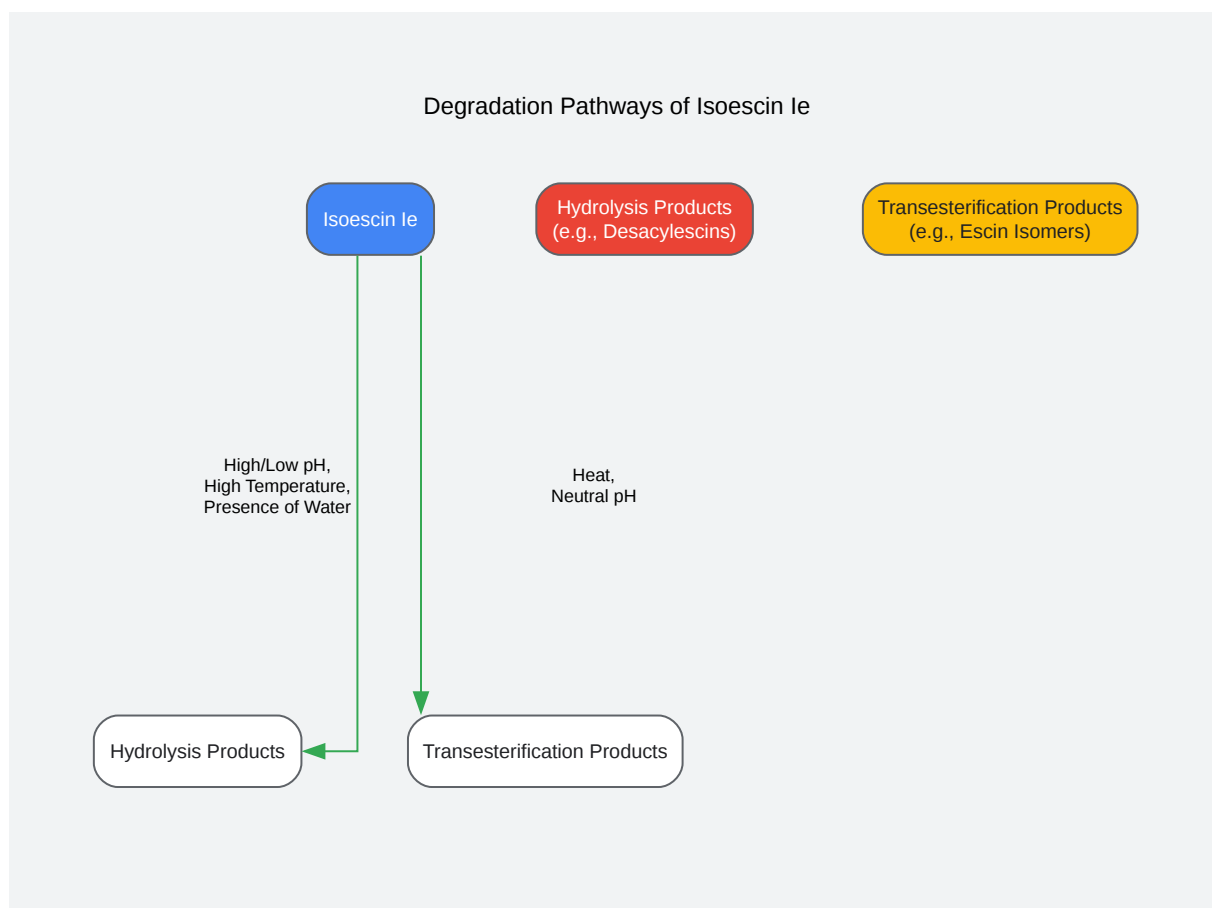 Degradation Pathways of Isoescin Ie
Isoescin Ie
Hydrolysis Products
(e.g., Desacylescins)
Transesterification Products
(e.g., Escin Isomers)
High/Low pH,
High Temperature,
Presence of Water
Heat,
Neutral pH
Hydrolysis Products
Transesterification Products